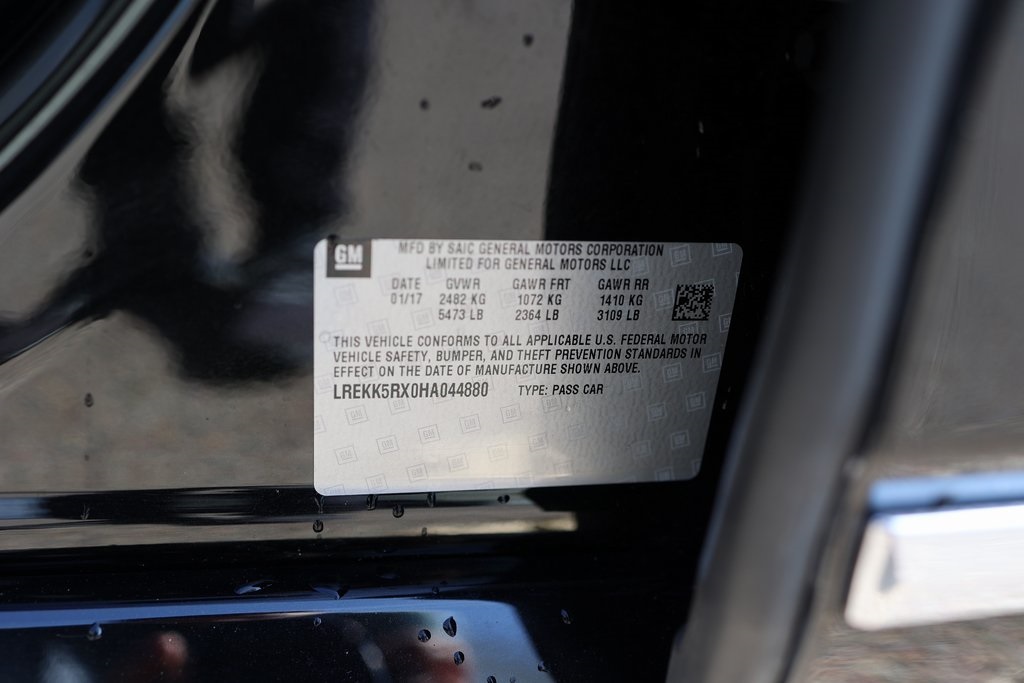 GM
MFD BY SAIC GENERAL MOTORS CORPORATION
LIMITED FOR GENERAL MOTORS LLC
DATE GVWR GAWR FRT GAWR RR
01/17 2482 KG 1072 KG 1410 KG
5473 LB 2364 LB 3109 LB
THIS VEHICLE CONFORMS TO ALL APPLICABLE U.S. FEDERAL MOTOR
VEHICLE SAFETY, BUMPER, AND THEFT PREVENTION STANDARDS IN
EFFECT ON THE DATE OF MANUFACTURE SHOWN ABOVE.
LREKK5RX0HA044880 TYPE: PASS CAR